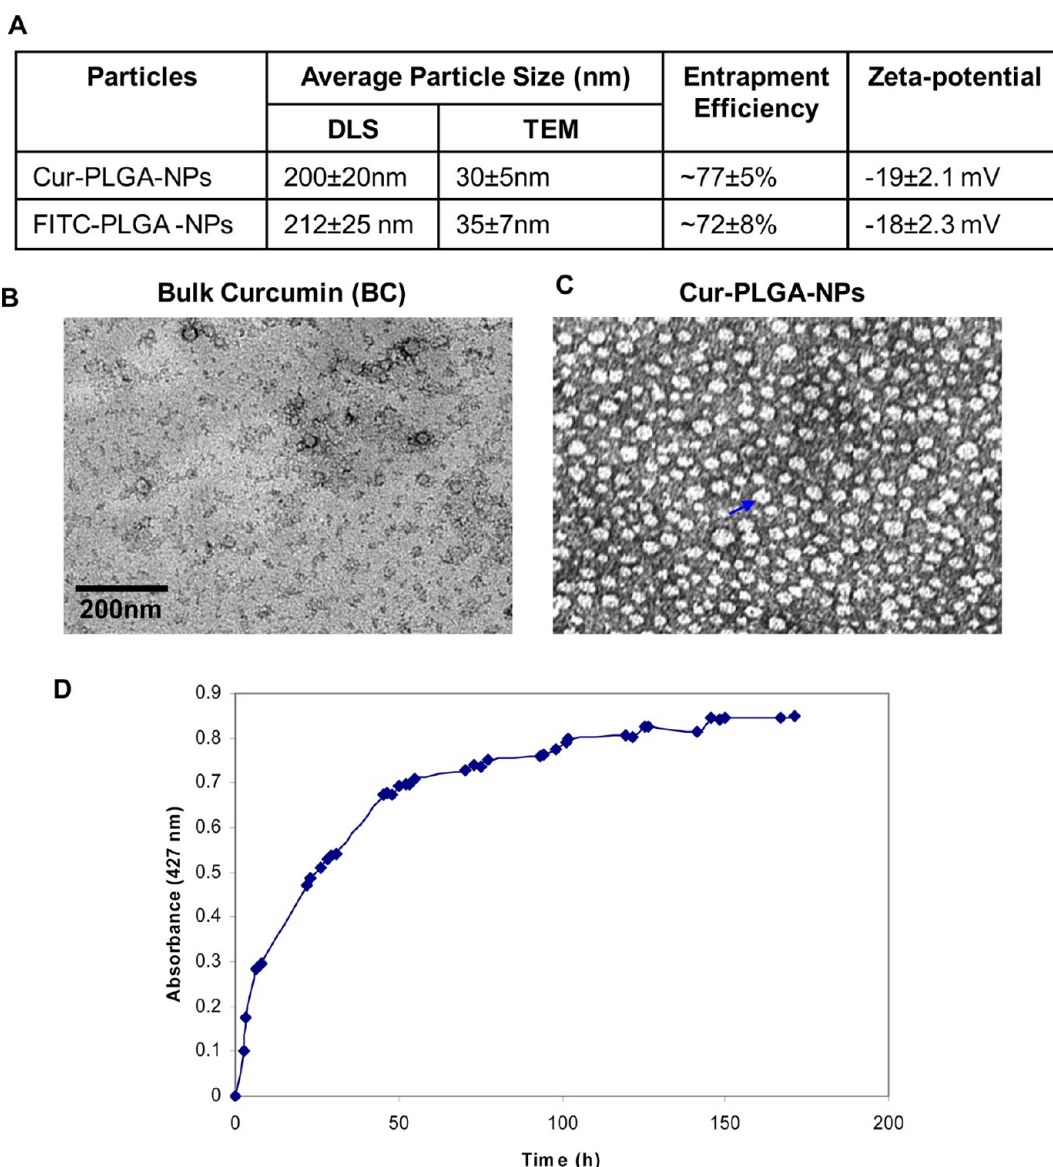 A
Particles
Average Particle Size (nm)
Entrapment
Efficiency
Zeta-potential
DLS
TEM
Cur-PLGA-NPs
200±20nm
30±5nm
~77±5%
-19±2.1 mV
FITC-PLGA -NPs
212±25 nm
35±7nm
~72±8%
-18±2.3 mV
B
Bulk Curcumin (BC)
C
Cur-PLGA-NPs
200nm
D
0.9
0.8
0.7
0.6
0.5
0.4
0.3
0.2
0.1
0
Absorbance (427 nm)
0
50
100
150
200
Time (h)